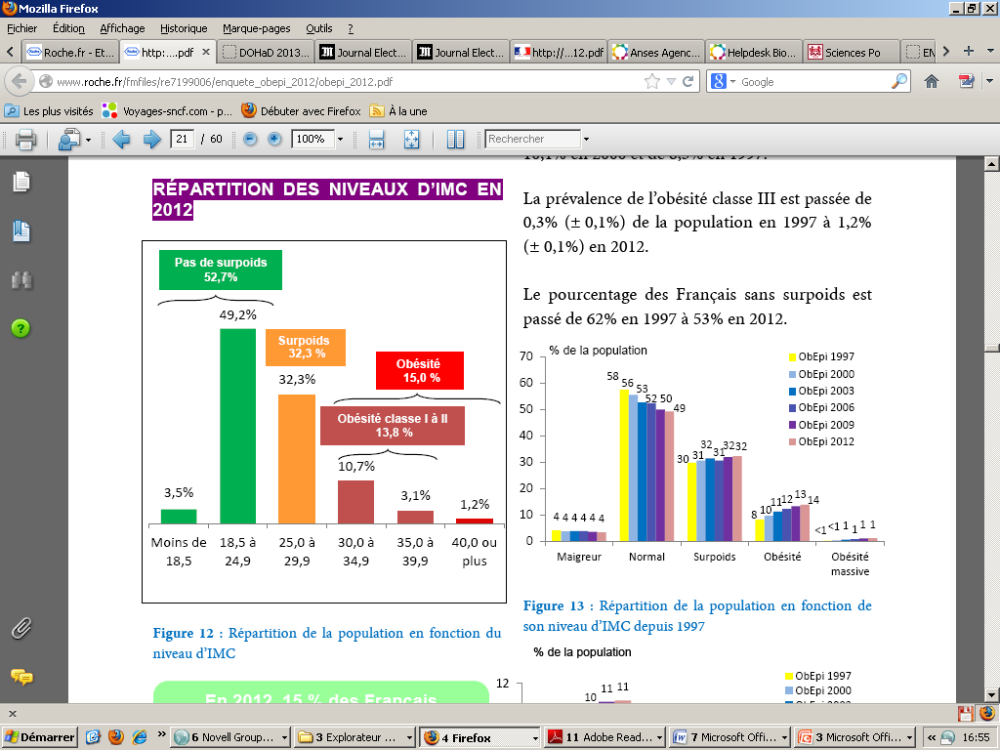 Mozilla Firefox
Fichier Édition Affichage Historique Marque-pages Outils ?
Roche.fr - Et... http:....pdf DOHaD 2013... Journal Elect... Journal Elect... http://...12.pdf Anses Agenc... Helpdesk Bio... Sciences Po EN
www.roche.fr/fmfiles/re7199006/enquete_obepi_2012/obepi_2012.pdf
Google
Les plus visités Voyages-sncf.com - p... Débuter avec Firefox À la une
21 / 60 100% Rechercher
RÉPARTITION DES NIVEAUX D'IMC EN
2012
Pas de surpoids
52,7%
49,2%
Surpoids
32,3 %
32,3%
Obésité
15,0 %
Obésité classe I à II
13,8 %
10,7%
3,5%
3,1%
1,2%
Moins de 18,5 à 25,0 à 30,0 à 35,0 à 40,0 ou
18,5 24,9 29,9 34,9 39,9 plus
Figure 12 : Répartition de la population en fonction du
niveau d'IMC
En 2012, 15 % des Français
La prévalence de l'obésité classe III est passée de
0,3% (± 0,1%) de la population en 1997 à 1,2%
(± 0,1%) en 2012.
Le pourcentage des Français sans surpoids est
passé de 62% en 1997 à 53% en 2012.
% de la population
70
60
50
40
30
20
10
0
ObEpi 1997
ObEpi 2000
ObEpi 2003
ObEpi 2006
ObEpi 2009
ObEpi 2012
4 4 4 4 4 4
58 56 53 52 50 49
30 31 32 31 32 32
8 10 11 12 13 14
<1 <1 1 1 1 1
Maigreur Normal Surpoids Obésité Obésité
massive
Figure 13 : Répartition de la population en fonction de
son niveau d'IMC depuis 1997
% de la population
12
10 11 11
ObEpi 1997
ObEpi 2000
Démarrer 6 Novell Group... 3 Explorateur ... 4 Firefox 11 Adobe Read... 7 Microsoft Offi... 3 Microsoft Offi... 16:55